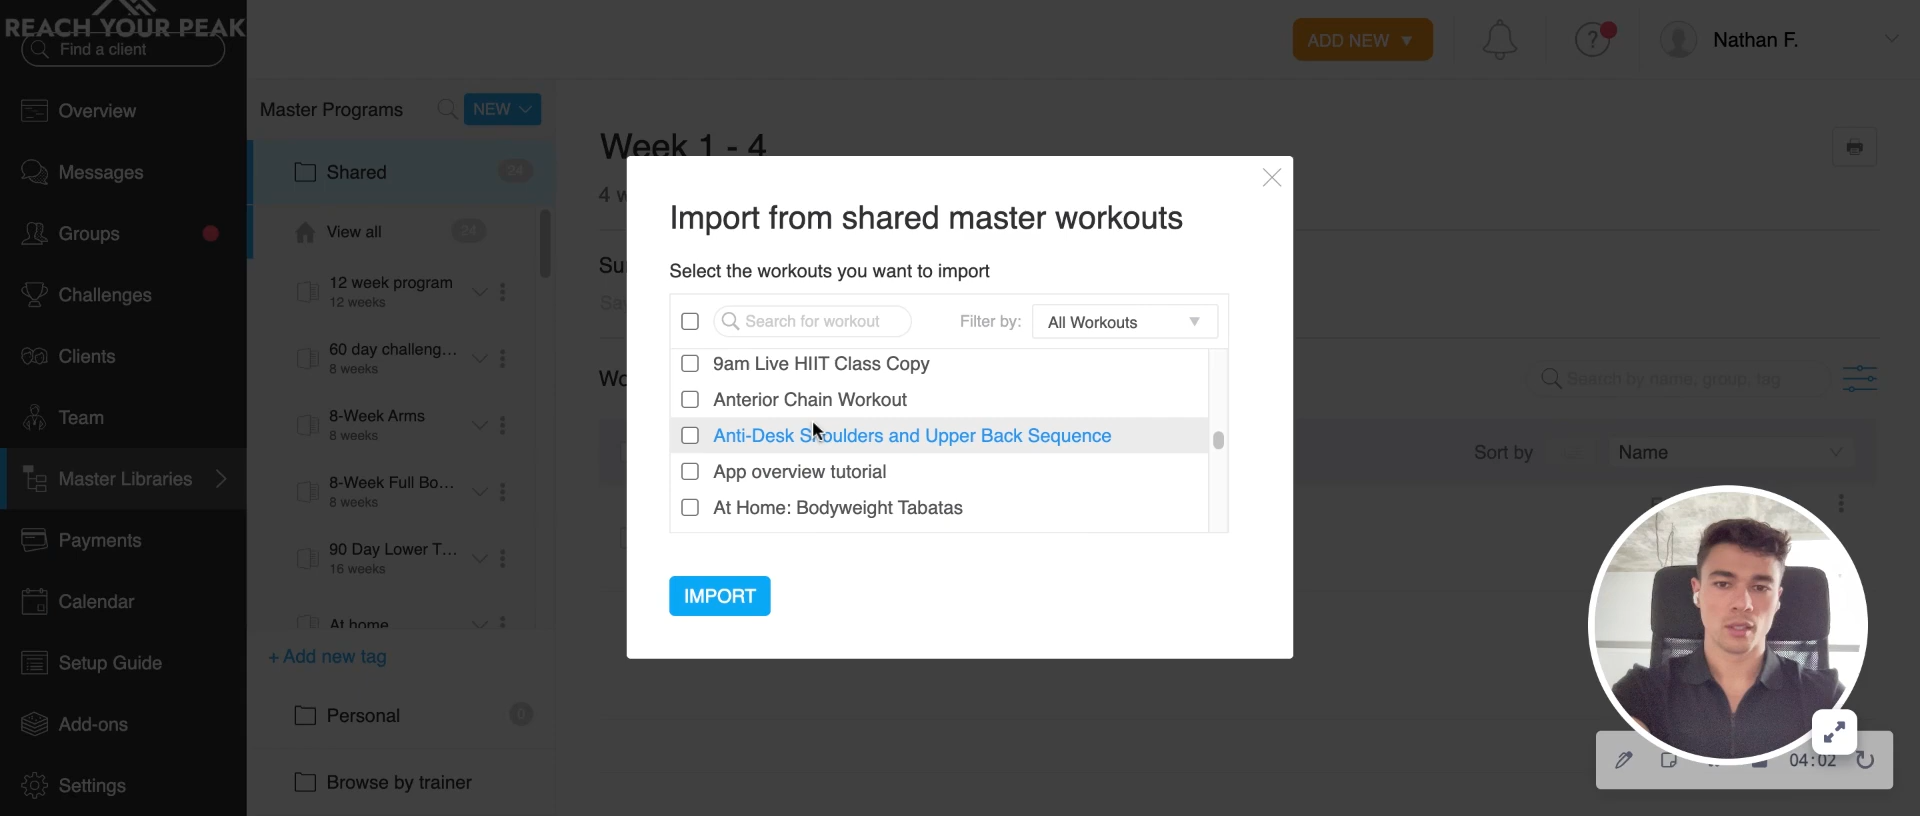 REACH YOUR PEAK
Find a client
Overview
Messages
Groups
Challenges
Clients
Team
Master Libraries
Payments
Calendar
Setup Guide
Add-ons
Settings
Master Programs
NEW
Shared
24
View all
24
12 week program
12 weeks
60 day challeng...
8 weeks
8-Week Arms
8 weeks
8-Week Full Bo...
8 weeks
90 Day Lower T...
16 weeks
At home
+ Add new tag
Personal
0
Browse by trainer
ADD NEW ▼
?
Nathan F.
Week 1 - 4
4 w
Import from shared master workouts
Select the workouts you want to import
Search for workout
Filter by:
All Workouts
9am Live HIIT Class Copy
Anterior Chain Workout
Anti-Desk Shoulders and Upper Back Sequence
App overview tutorial
At Home: Bodyweight Tabatas
IMPORT
Search by name, group, tag
Sort by
Name
04:02